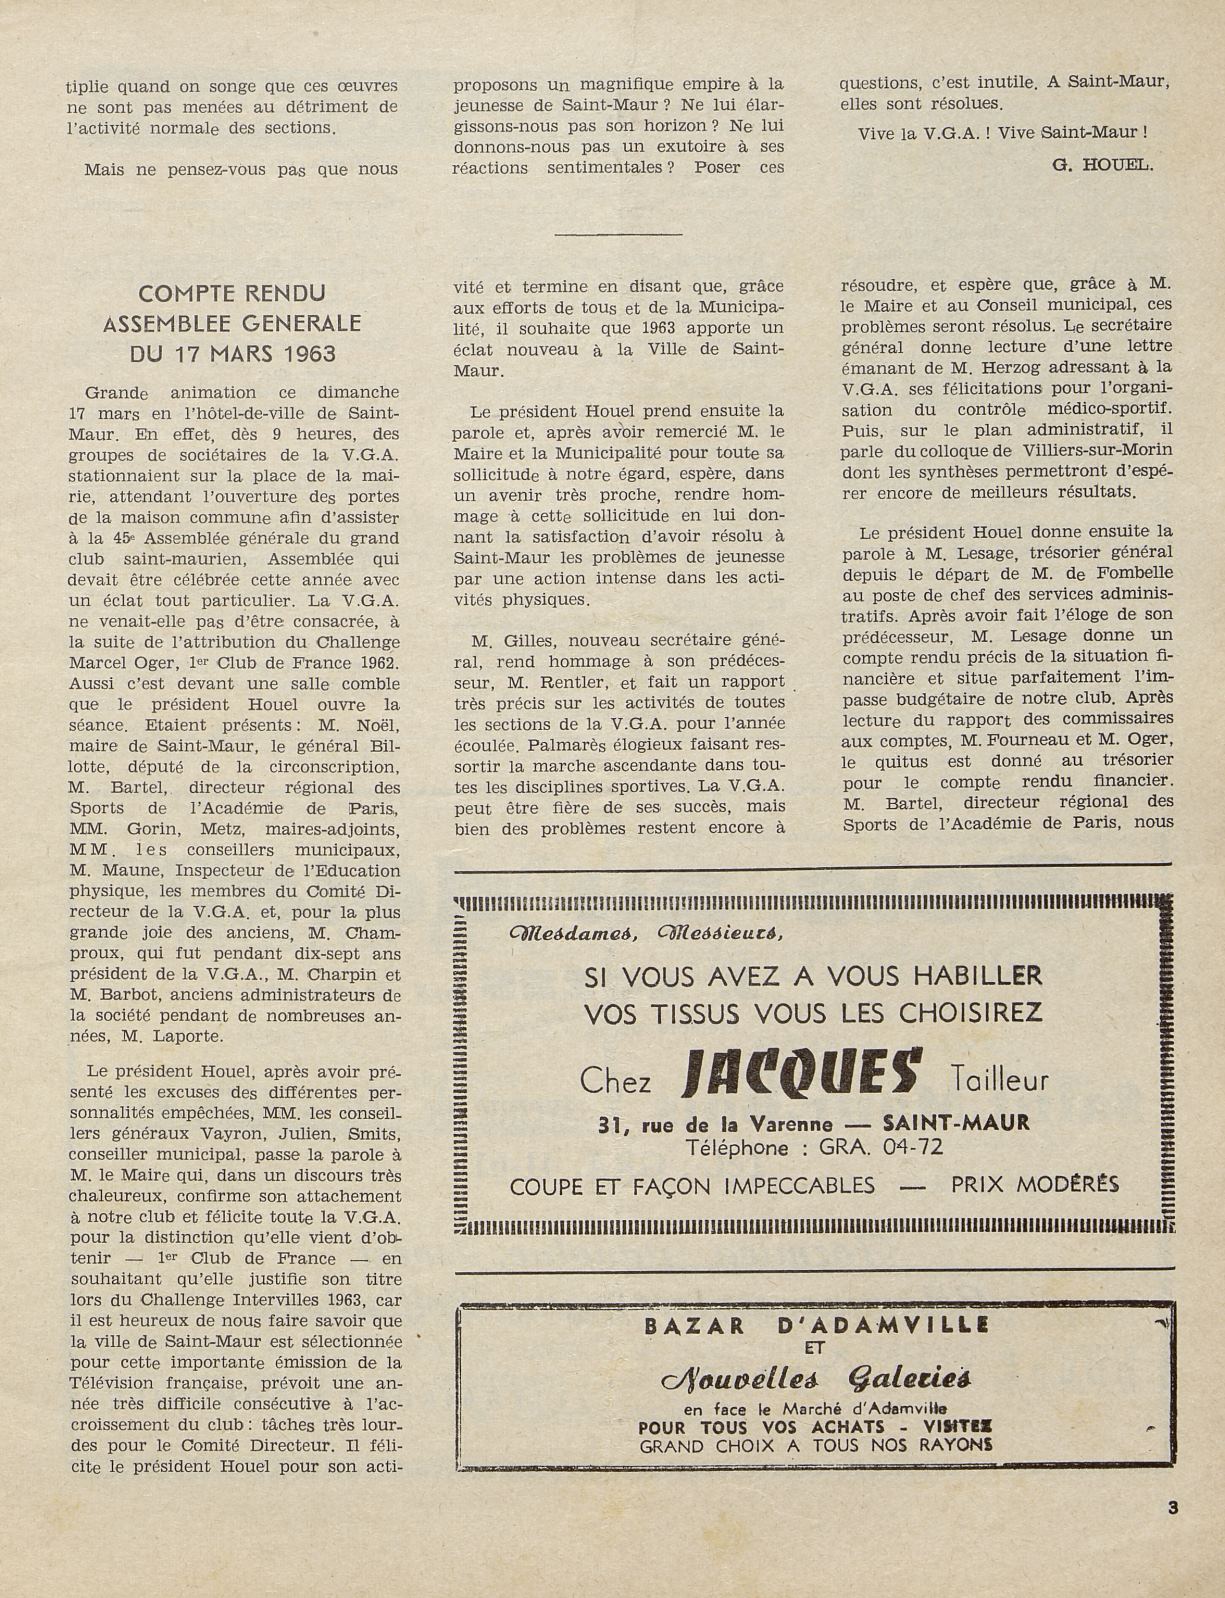 tiplie quand on songe que ces œuvres
ne sont pas menées au détriment de
l'activité normale des sections.
Mais ne pensez-vous pas que nous
proposons un magnifique empire à la
jeunesse de Saint-Maur ? Ne lui élar-
gissons-nous pas son horizon ? Ne lui
donnons-nous pas un exutoire à ses
réactions sentimentales ? Poser ces
questions, c'est inutile. A Saint-Maur,
elles sont résolues.
Vive la V.G.A. ! Vive Saint-Maur !
G. HOUEL.
COMPTE RENDU
ASSEMBLEE GENERALE
DU 17 MARS 1963
Grande animation ce dimanche
17 mars en l'hôtel-de-ville de Saint-
Maur. En effet, dès 9 heures, des
groupes de sociétaires de la V.G.A.
stationnaient sur la place de la mai-
rie, attendant l'ouverture des portes
de la maison commune afin d'assister
à la 45e Assemblée générale du grand
club saint-maurien, Assemblée qui
devait être célébrée cette année avec
un éclat tout particulier. La V.G.A.
ne venait-elle pas d'être consacrée, à
la suite de l'attribution du Challenge
Marcel Oger, 1er Club de France 1962.
Aussi c'est devant une salle comble
que le président Houel ouvre la
séance. Etaient présents : M. Noël,
maire de Saint-Maur, le général Bil-
lotte, député de la circonscription,
M. Bartel, directeur régional des
Sports de l'Académie de Paris,
MM. Gorin, Metz, maires-adjoints,
MM. les conseillers municipaux,
M. Maune, Inspecteur de l'Education
physique, les membres du Comité Di-
recteur de la V.G.A. et, pour la plus
grande joie des anciens, M. Cham-
proux, qui fut pendant dix-sept ans
président de la V.G.A., M. Charpin et
M. Barbot, anciens administrateurs de
la société pendant de nombreuses an-
nées, M. Laporte.
Le président Houel, après avoir pré-
senté les excuses des différentes per-
sonnalités empêchées, MM. les conseil-
lers généraux Vayron, Julien, Smits,
conseiller municipal, passe la parole à
M. le Maire qui, dans un discours très
chaleureux, confirme son attachement
à notre club et félicite toute la V.G.A.
pour la distinction qu'elle vient d'ob-
tenir — 1er Club de France — en
souhaitant qu'elle justifie son titre
lors du Challenge Intervilles 1963, car
il est heureux de nous faire savoir que
la ville de Saint-Maur est sélectionnée
pour cette importante émission de la
Télévision française, prévoit une an-
née très difficile consécutive à l'ac-
croissement du club : tâches très lour-
des pour le Comité Directeur. Il féli-
cite le président Houel pour son acti-
vité et termine en disant que, grâce
aux efforts de tous et de la Municipa-
lité, il souhaite que 1963 apporte un
éclat nouveau à la Ville de Saint-
Maur.
Le président Houel prend ensuite la
parole et, après avoir remercié M. le
Maire et la Municipalité pour toute sa
sollicitude à notre égard, espère, dans
un avenir très proche, rendre hom-
mage à cette sollicitude en lui don-
nant la satisfaction d'avoir résolu à
Saint-Maur les problèmes de jeunesse
par une action intense dans les acti-
vités physiques.
M. Gilles, nouveau secrétaire géné-
ral, rend hommage à son prédéces-
seur, M. Rentler, et fait un rapport
très précis sur les activités de toutes
les sections de la V.G.A. pour l'année
écoulée. Palmarès élogieux faisant res-
sortir la marche ascendante dans tou-
tes les disciplines sportives. La V.G.A.
peut être fière de ses succès, mais
bien des problèmes restent encore à
résoudre, et espère que, grâce à M.
le Maire et au Conseil municipal, ces
problèmes seront résolus. Le secrétaire
général donne lecture d'une lettre
émanant de M. Herzog adressant à la
V.G.A. ses félicitations pour l'organi-
sation du contrôle médico-sportif.
Puis, sur le plan administratif, il
parle du colloque de Villiers-sur-Morin
dont les synthèses permettront d'espé-
rer encore de meilleurs résultats.
Le président Houel donne ensuite la
parole à M. Lesage, trésorier général
depuis le départ de M. de Fombelle
au poste de chef des services adminis-
tratifs. Après avoir fait l'éloge de son
prédécesseur, M. Lesage donne un
compte rendu précis de la situation fi-
nancière et situe parfaitement l'im-
passe budgétaire de notre club. Après
lecture du rapport des commissaires
aux comptes, M. Fourneau et M. Oger,
le quitus est donné au trésorier
pour le compte rendu financier.
M. Bartel, directeur régional des
Sports de l'Académie de Paris, nous
Mesdames, Messieurs,
SI VOUS AVEZ A VOUS HABILLER
VOS TISSUS VOUS LES CHOISIREZ
Chez JACQUES Tailleur
31, rue de la Varenne — SAINT-MAUR
Téléphone : GRA. 04-72
COUPE ET FAÇON IMPECCABLES — PRIX MODÉRÉS
BAZAR D'ADAMVILLE
ET
Nouvelles Galeries
en face le Marché d'Adamville
POUR TOUS VOS ACHATS - VISITEZ
GRAND CHOIX A TOUS NOS RAYONS
3